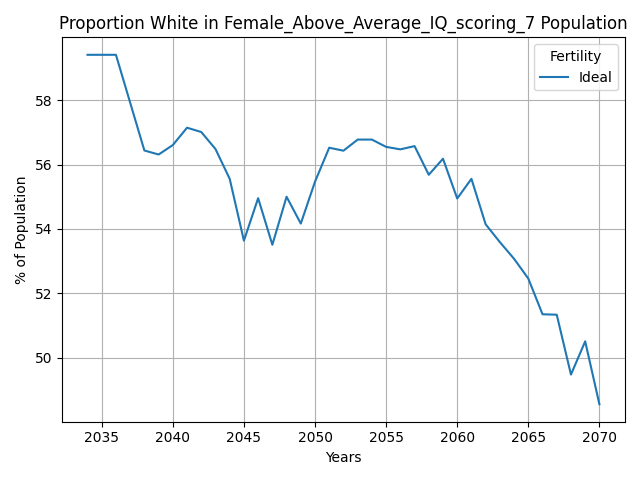 Proportion White in Female_Above_Average_IQ_scoring_7 Population
Fertility
Ideal
% of Population
58
56
54
52
50
2035 2040 2045 2050 2055 2060 2065 2070
Years